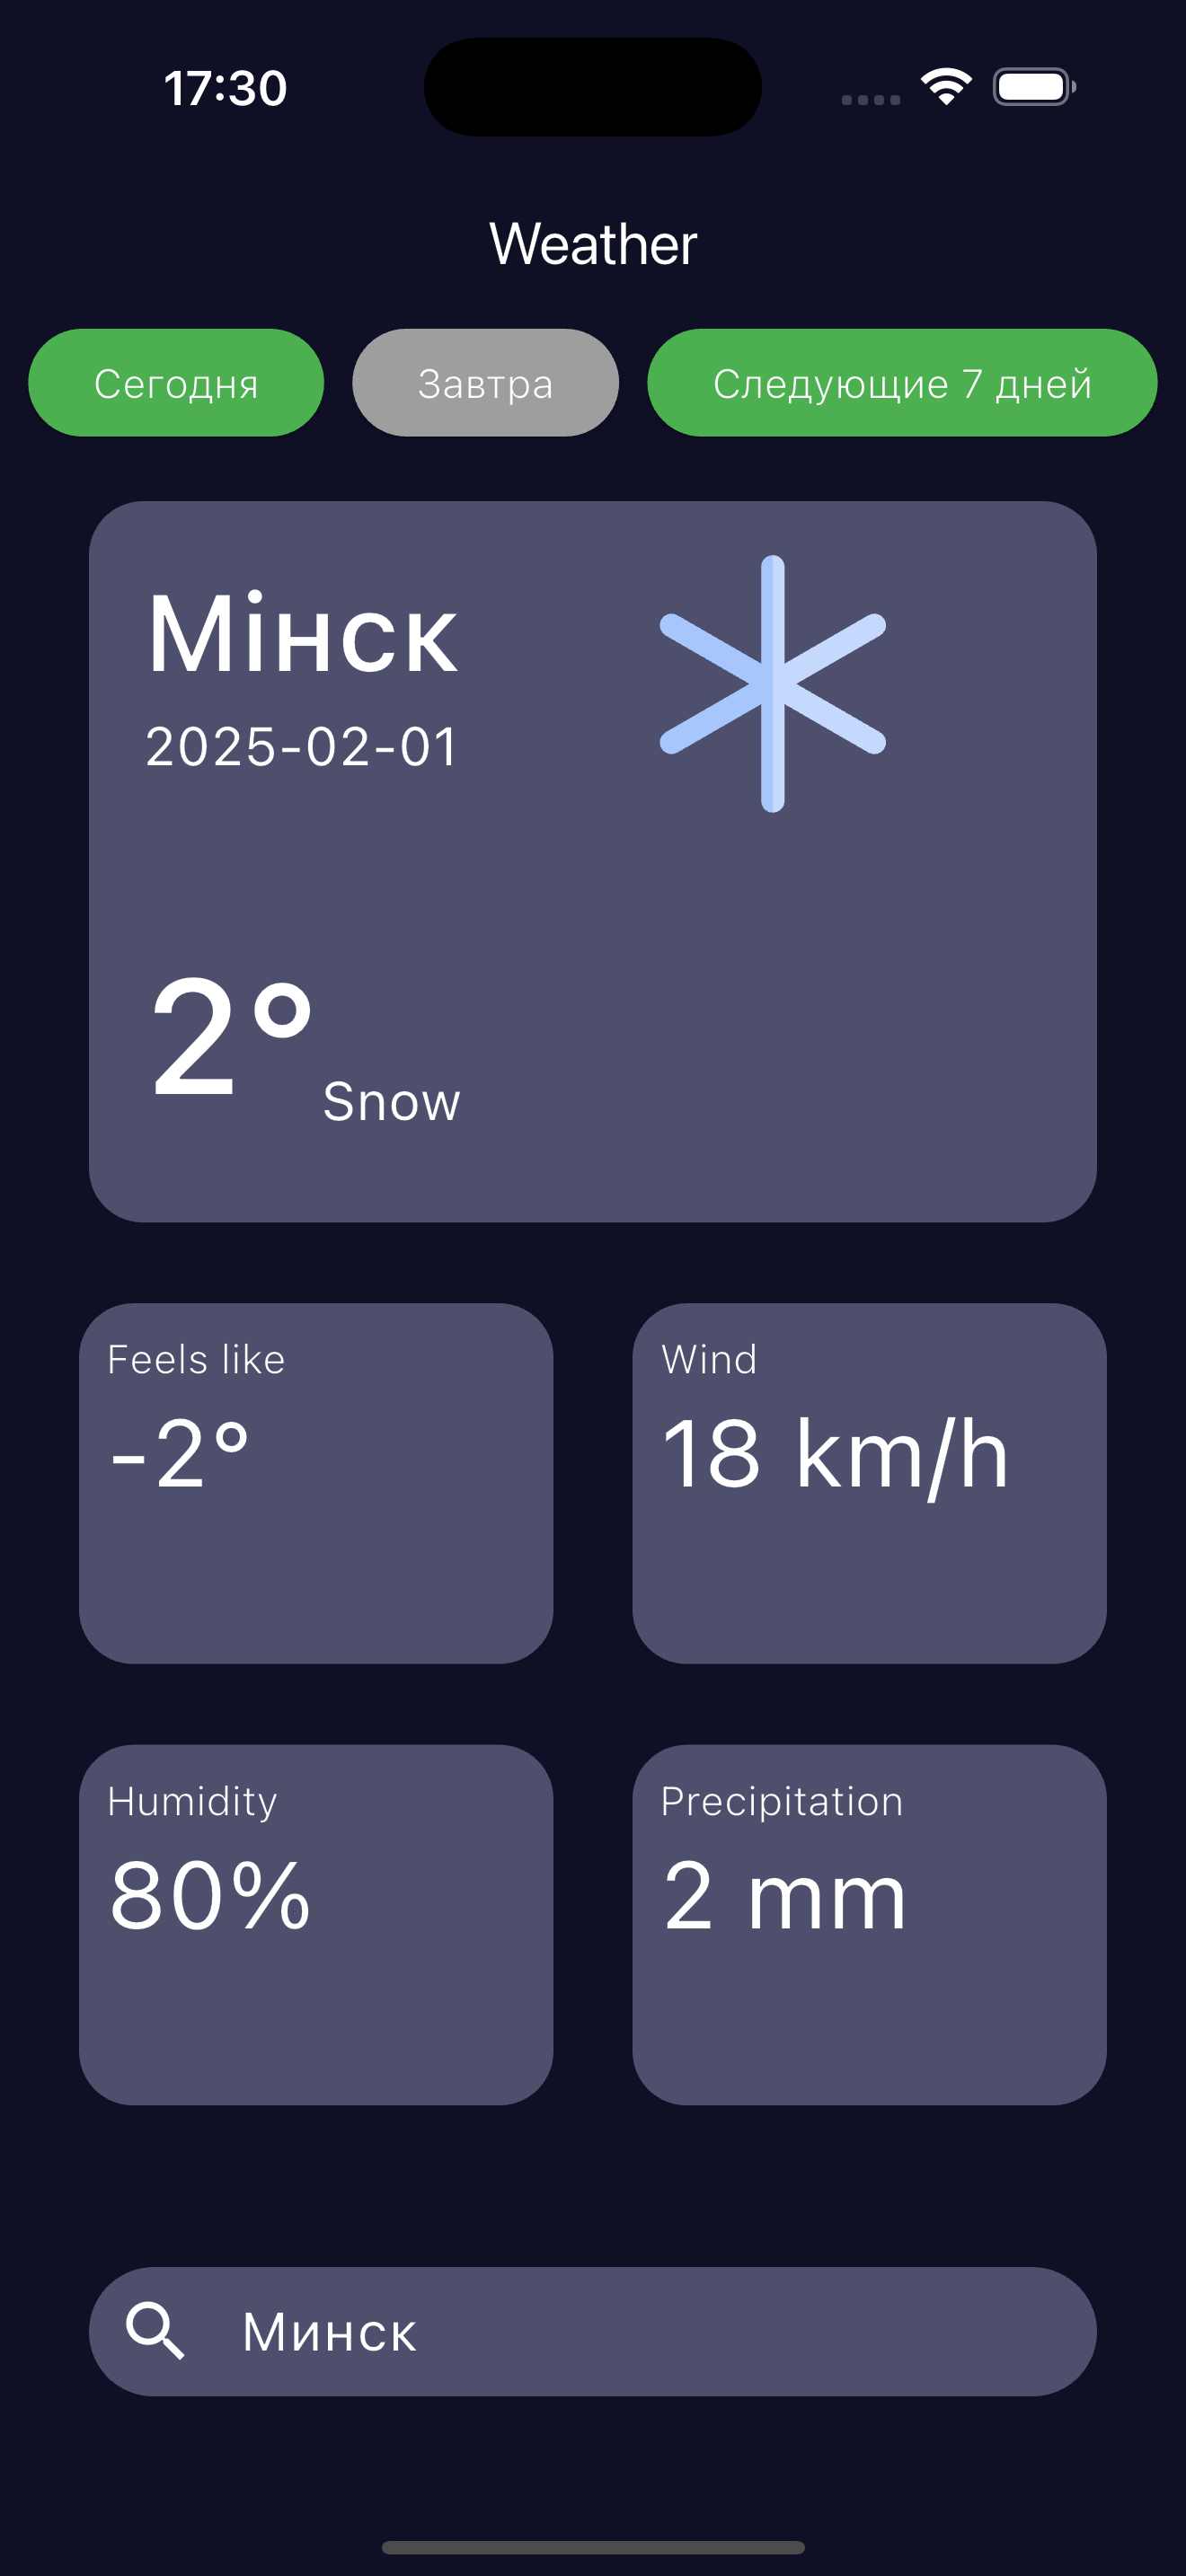 17:30
Weather
Сегодня
Завтра
Следующие 7 дней
Мінск
2025-02-01
2°
Snow
Feels like
-2°
Wind
18 km/h
Humidity
80%
Precipitation
2 mm
Минск